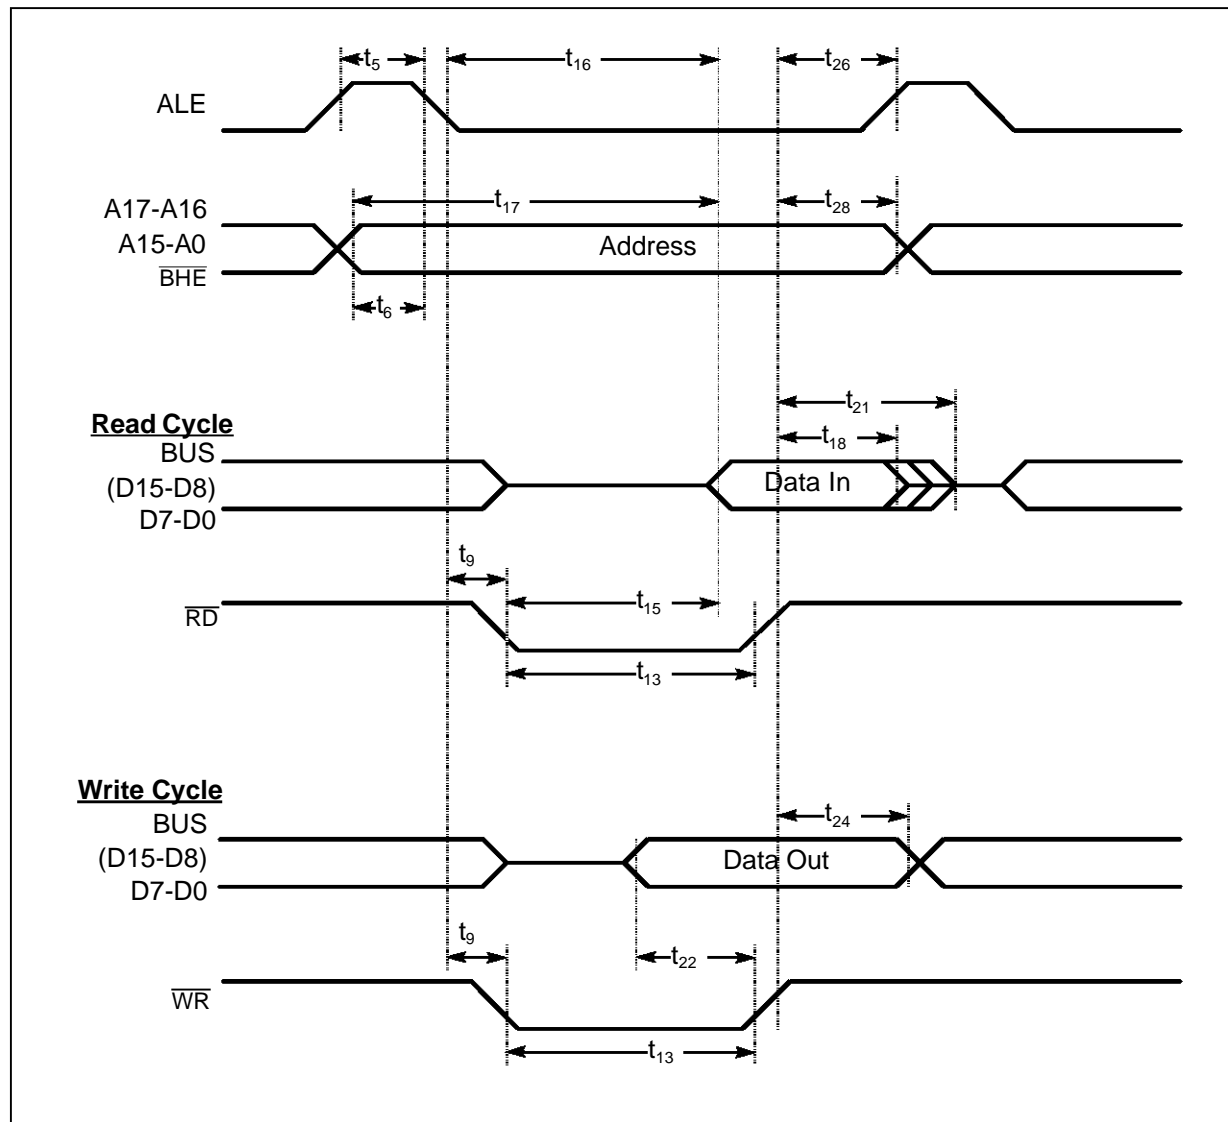 t5
t16
t26
ALE
t17
t28
A17-A16
A15-A0
BHE
Address
t6
t21
Read Cycle
t18
BUS
(D15-D8)
D7-D0
Data In
t9
t15
RD
t13
Write Cycle
BUS
t24
(D15-D8)
D7-D0
Data Out
t9
t22
WR
t13